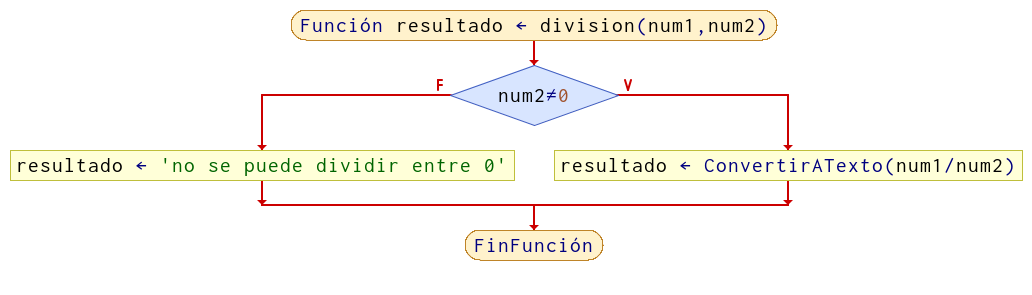 Función resultado ← division(num1,num2)
F
V
num2≠0
resultado ← 'no se puede dividir entre 0'
resultado ← ConvertirATexto(num1/num2)
FinFunción